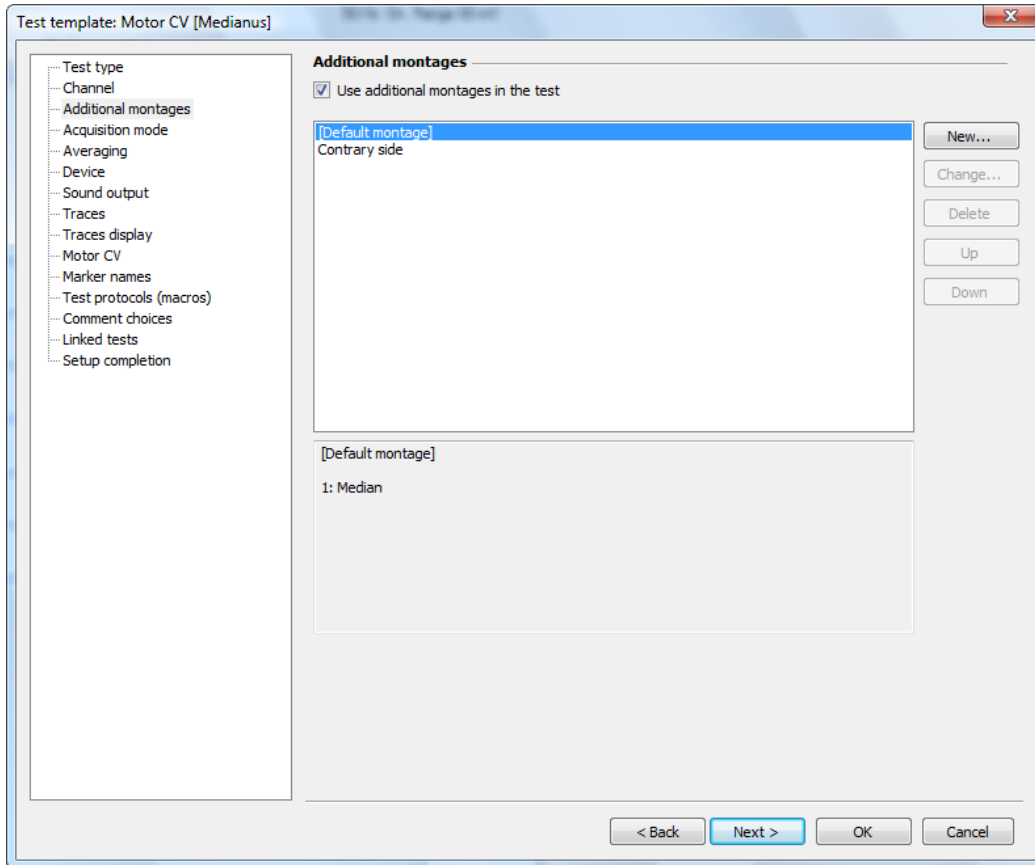 Test template: Motor CV [Medianus]
Test type
Channel
Additional montages
Acquisition mode
Averaging
Device
Sound output
Traces
Traces display
Motor CV
Marker names
Test protocols (macros)
Comment choices
Linked tests
Setup completion
Additional montages
Use additional montages in the test
[Default montage]
Contrary side
New...
Change...
Delete
Up
Down
[Default montage]
1: Median
< Back
Next >
OK
Cancel